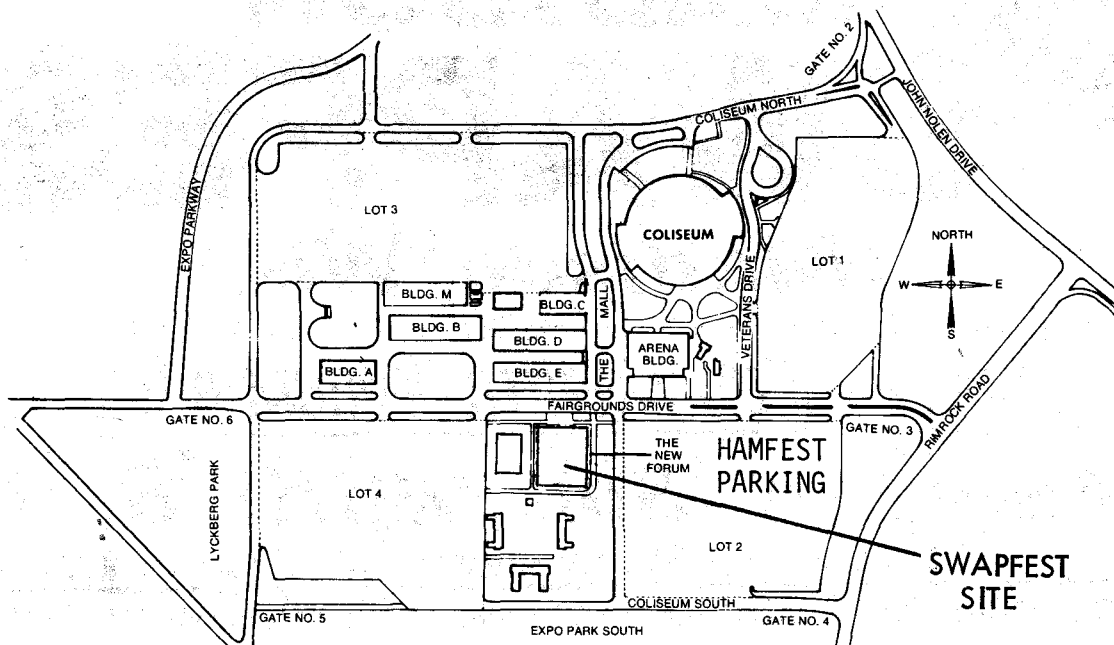 GATE NO. 2
JOHN NOLEN DRIVE
COLISEUM NORTH
EXPO PARKWAY
LOT 3
COLISEUM
NORTH
LOT 1
W
E
S
BLDG. M
BLDG. C
THE MALL
VETERANS DRIVE
BLDG. B
BLDG. D
ARENA
BLDG.
BLDG. A
BLDG. E
RIMROCK ROAD
FAIRGROUNDS DRIVE
GATE NO. 6
GATE NO. 3
THE
NEW
FORUM
HAMFEST
PARKING
LYCKBERG PARK
LOT 4
LOT 2
SWAPFEST
SITE
COLISEUM SOUTH
GATE NO. 5
GATE NO. 4
EXPO PARK SOUTH